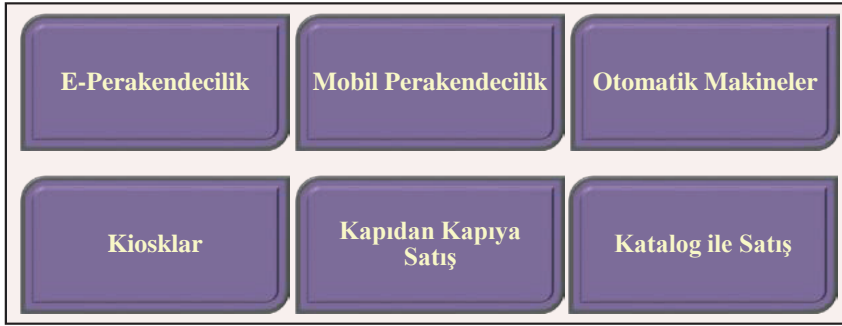 E-Perakendecilik
Mobil Perakendecilik
Otomatik Makineler
Kiosklar
Kapıdan Kapıya
Satış
Katalog ile Satış